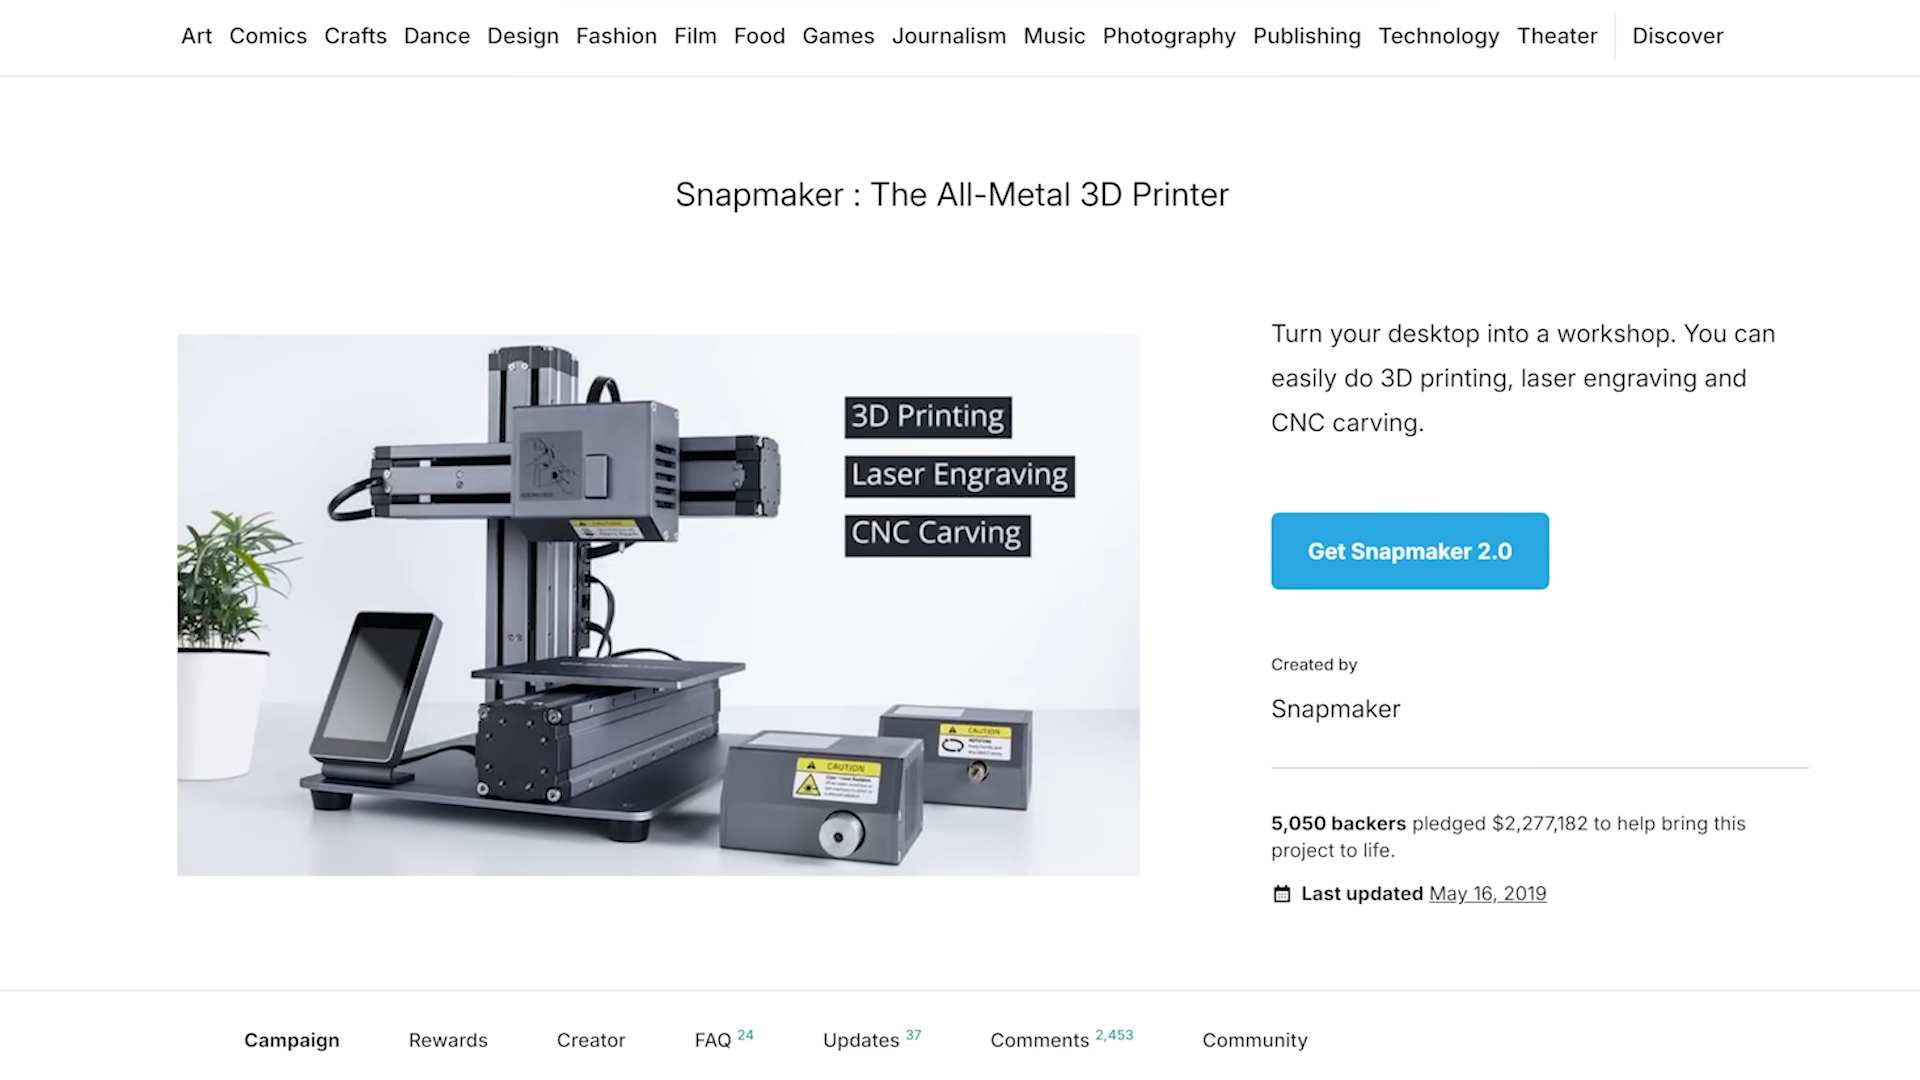 Art Comics Crafts Dance Design Fashion Film Food Games Journalism Music Photography Publishing Technology Theater Discover
Snapmaker : The All-Metal 3D Printer
3D Printing
Laser Engraving
CNC Carving
CAUTION
CAUTION
Turn your desktop into a workshop. You can
easily do 3D printing, laser engraving and
CNC carving.
Get Snapmaker 2.0
Created by
Snapmaker
5,050 backers pledged $2,277,182 to help bring this
project to life.
Last updated May 16, 2019
Campaign Rewards Creator FAQ 24 Updates 37 Comments 2,453 Community